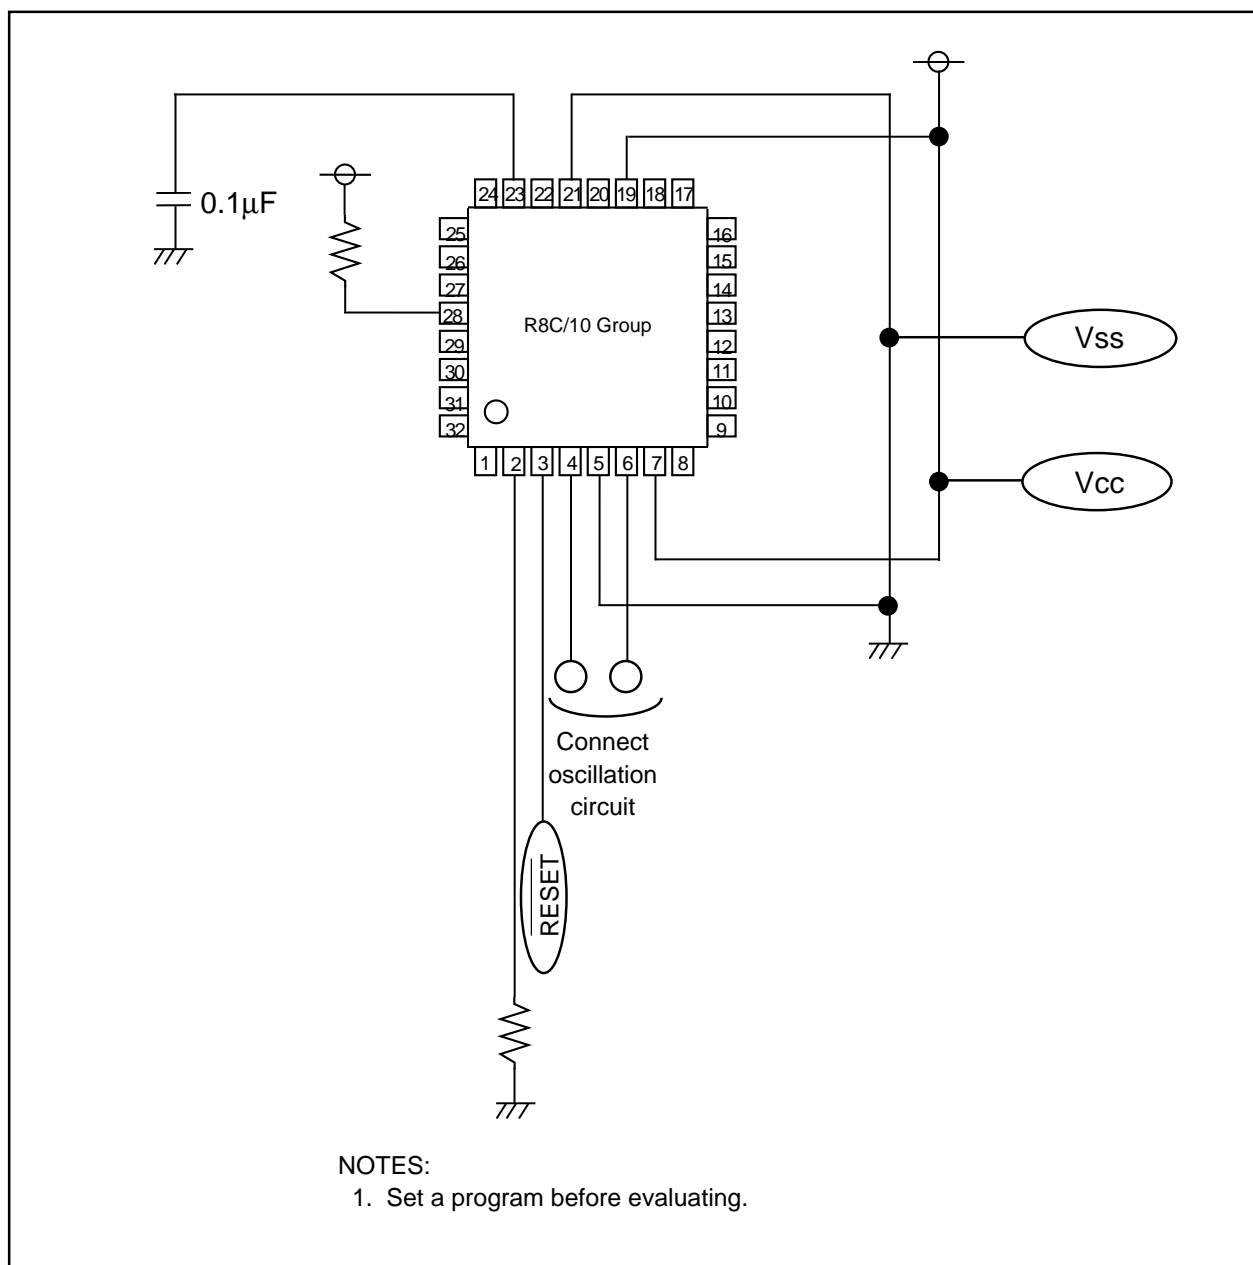 0.1μF
24 23 22 21 20 19 18 17
25
26
27
28
29
30
31
32
16
15
14
13
12
11
10
9
R8C/10 Group
1 2 3 4 5 6 7 8
Vss
Vcc
Connect
oscillation
circuit
RESET
NOTES:
1. Set a program before evaluating.